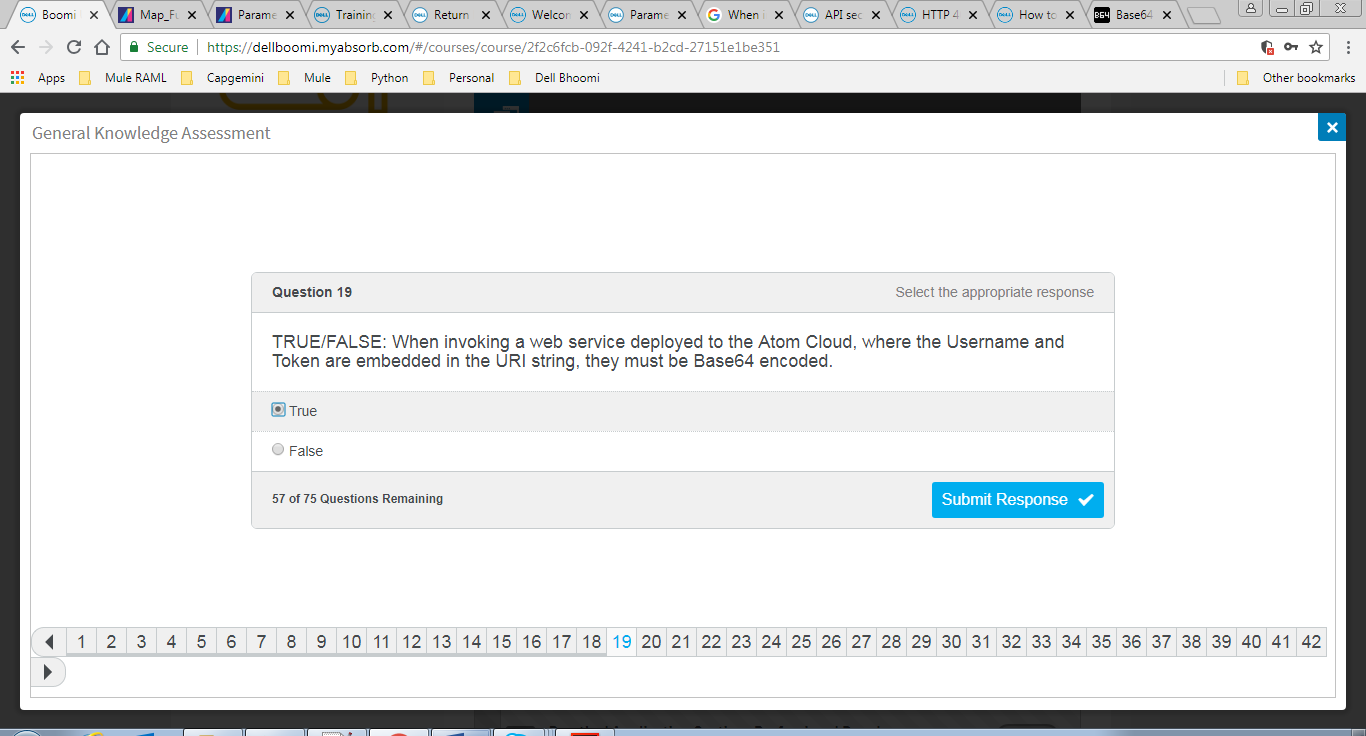 Boomi
Map_Fu
Parame
Training
Return
Welcom
Parame
When i
API sec
HTTP 4
How to
B64
Base64
Secure
https://dellboomi.myabsorb.com/#/courses/course/2f2c6fcb-092f-4241-b2cd-27151e1be351
Apps Mule RAML Capgemini Mule Python Personal Dell Bhoomi Other bookmarks
General Knowledge Assessment
Question 19 Select the appropriate response
TRUE/FALSE: When invoking a web service deployed to the Atom Cloud, where the Username and
Token are embedded in the URI string, they must be Base64 encoded.
True
False
57 of 75 Questions Remaining Submit Response
1 2 3 4 5 6 7 8 9 10 11 12 13 14 15 16 17 18 19 20 21 22 23 24 25 26 27 28 29 30 31 32 33 34 35 36 37 38 39 40 41 42